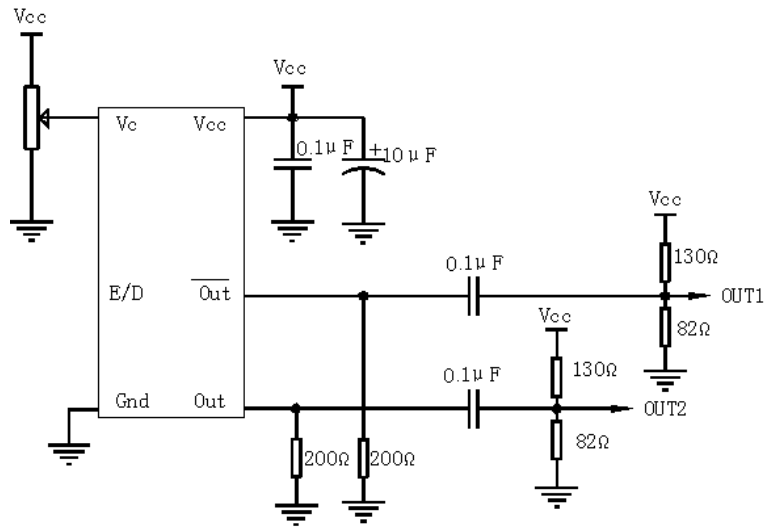 Vcc
Vcc
Vc Vcc
0.1μF +10μF
Vcc
130Ω
0.1μF
E/D Out
OUT1
Vcc
82Ω
130Ω
0.1μF
Gnd Out
OUT2
82Ω
200Ω 200Ω